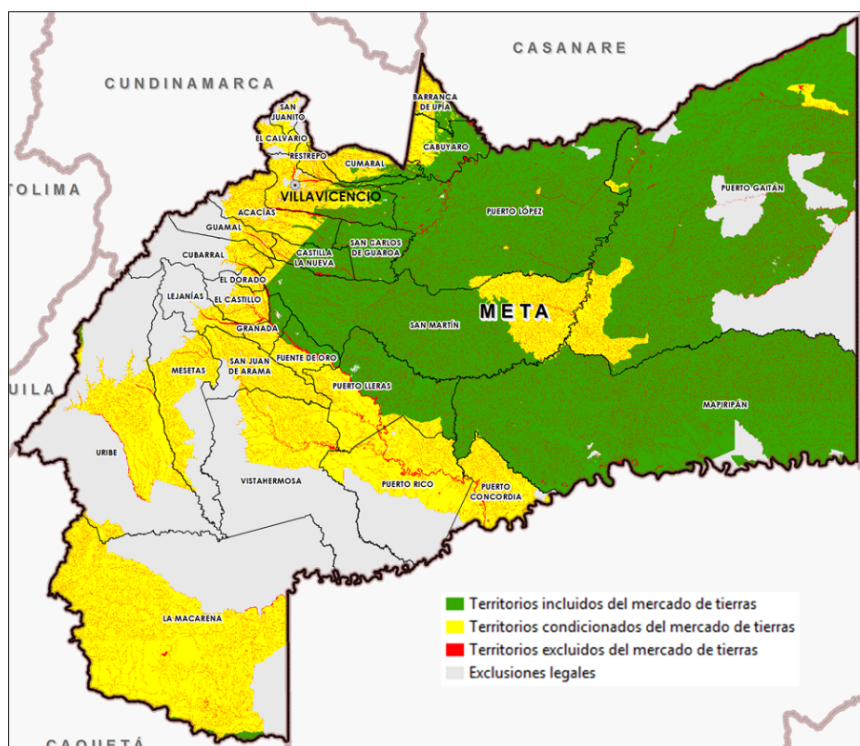 CASANARE
CUNDINAMARCA
BARRANCA
DE UPÍA
SAN
JUANITO
EL CALVARIO
CABUYARO
RESTREPO
CUMARAL
TOLIMA
VILLAVICENCIO
PUERTO GAITÁN
ACACÍAS
PUERTO LÓPEZ
GUAMAL
SAN CARLOS
DE GUAROA
CUBARRAL
CASTILLA
LA NUEVA
EL DORADO
LEJANÍAS
EL CASTILLO
META
SAN MARTÍN
GRANADA
FUENTE DE ORO
SAN JUAN
DE ARAMA
MESETAS
PUERTO LLERAS
UILA
MAPIRIPÁN
URIBE
VISTAHERMOSA
PUERTO RICO
PUERTO
CONCORDIA
LA MACARENA
Territorios incluidos del mercado de tierras
Territorios condicionados del mercado de tierras
Territorios excluidos del mercado de tierras
Exclusiones legales
CAQUETÁ